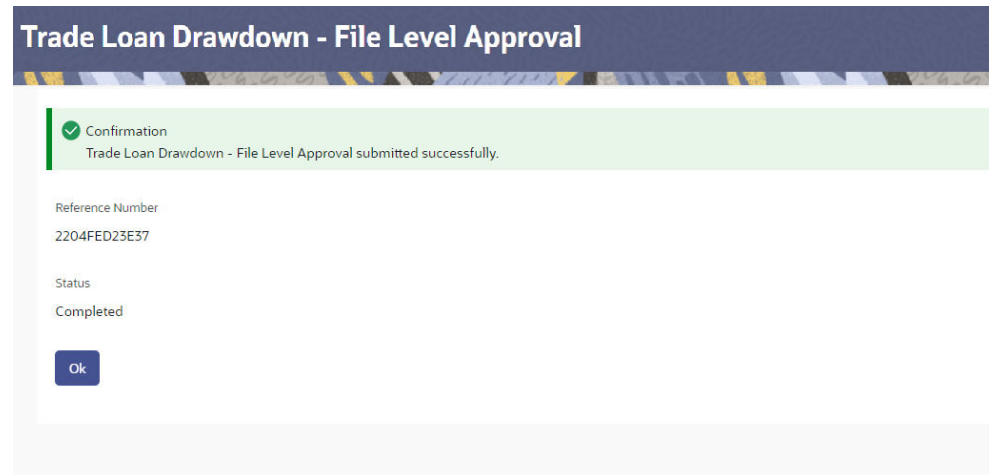 Trade Loan Drawdown - File Level Approval
Confirmation
Trade Loan Drawdown - File Level Approval submitted successfully.
Reference Number
2204FED23E37
Status
Completed
Ok